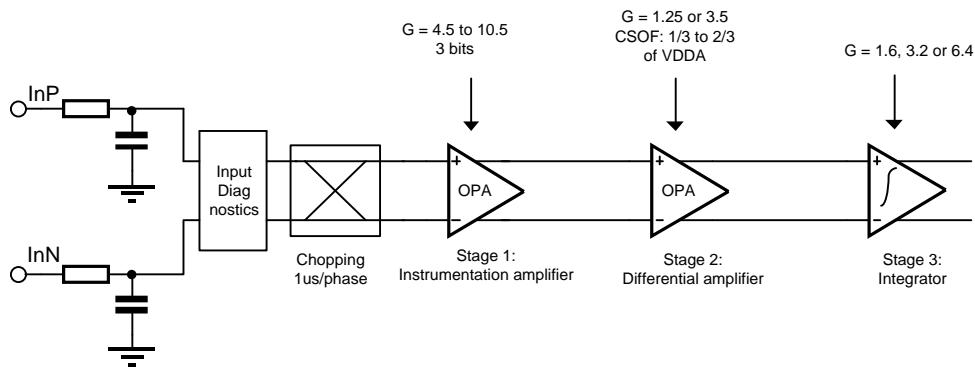 G = 4.5 to 10.5
3 bits
G = 1.25 or 3.5
CSOF: 1/3 to 2/3
of VDDA
G = 1.6, 3.2 or 6.4
InP
InN
Input
Diag
nostics
Chopping
1us/phase
+
OPA
−
Stage 1:
Instrumentation amplifier
+
OPA
−
Stage 2:
Differential amplifier
+
−
Stage 3:
Integrator